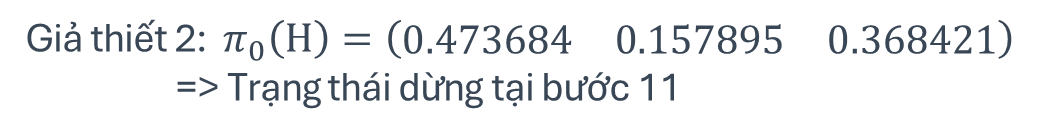 Giả thiết 2: π₀(H) = (0.473684 0.157895 0.368421)
=> Trạng thái dừng tại bước 11